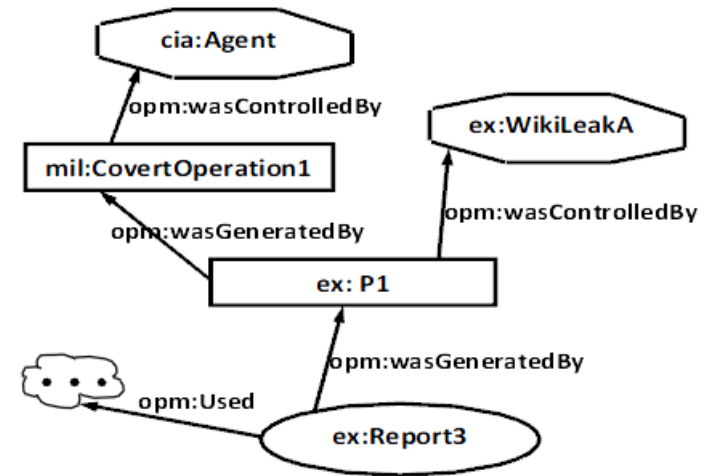 cia:Agent
opm:wasControlledBy
ex:WikiLeakA
mil:CovertOperation1
opm:wasControlledBy
opm:wasGeneratedBy
ex: P1
opm:wasGeneratedBy
opm:Used
ex:Report3